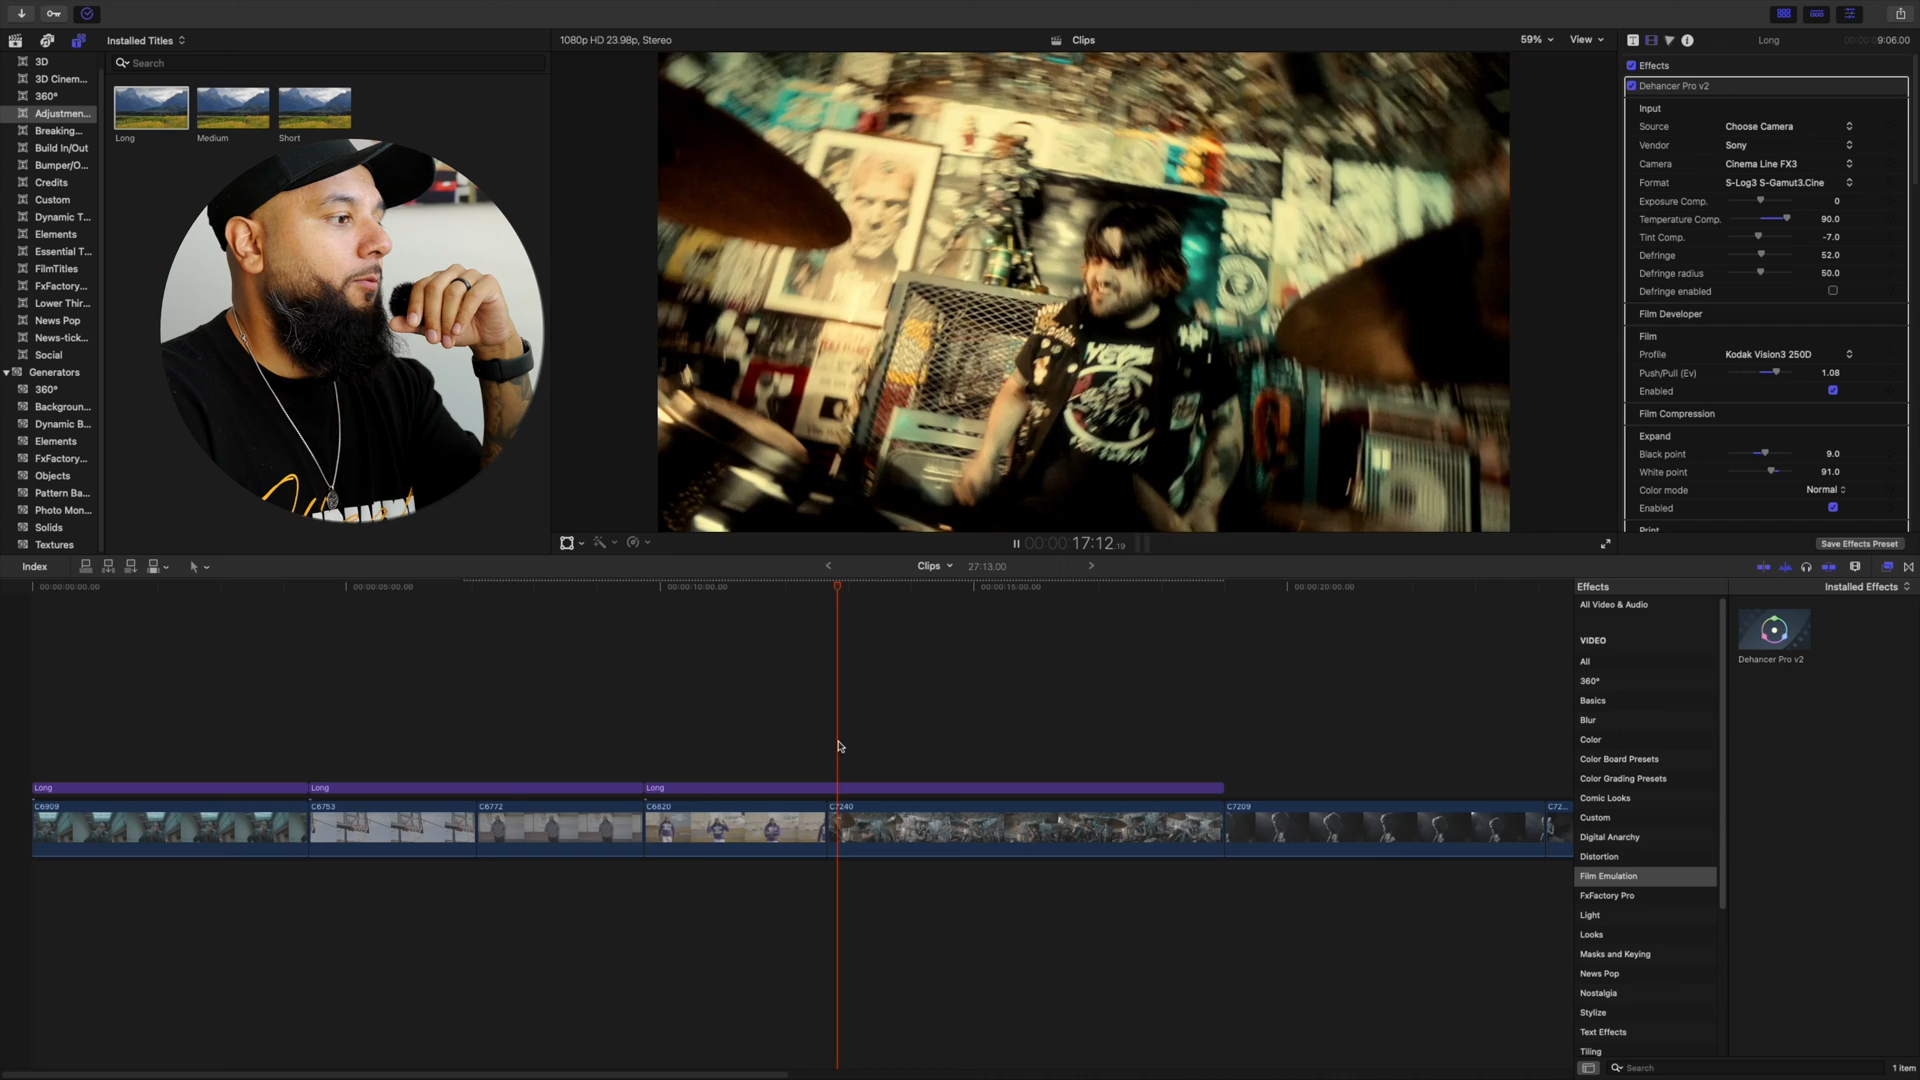 Installed Titles
1080p HD 23.98p, Stereo
Clips
59%
View
Long
9:06.00
Search
3D
3D Cinem...
360°
Adjustmen...
Breaking...
Build In/Out
Bumper/O...
Credits
Custom
Dynamic T...
Elements
Essential T...
FilmTitles
FxFactory...
Lower Thir...
News Pop
News-tick...
Social
Generators
360°
Backgroun...
Dynamic B...
Elements
FxFactory...
Objects
Pattern Ba...
Photo Mon...
Solids
Textures
Long
Medium
Short
Effects
Dehancer Pro v2
Input
Source Choose Camera
Vendor Sony
Camera Cinema Line FX3
Format S-Log3 S-Gamut3.Cine
Exposure Comp. 0
Temperature Comp. 90.0
Tint Comp. -7.0
Defringe 52.0
Defringe radius 50.0
Defringe enabled
Film Developer
Film
Profile Kodak Vision3 250D
Push/Pull (Ev) 1.08
Enabled
Film Compression
Expand
Black point 9.0
White point 91.0
Color mode Normal
Enabled
Print
Save Effects Preset
00:00:17:12.19
Index
Clips
27:13.00
00:00:00:00.00
00:00:05:00.00
00:00:10:00.00
00:00:15:00.00
00:00:20:00.00
Long
Long
Long
C6909
C6753
C6772
C6820
C7240
C7209
C72...
Effects
Installed Effects
All Video & Audio
VIDEO
All
360°
Basics
Blur
Color
Color Board Presets
Color Grading Presets
Comic Looks
Custom
Digital Anarchy
Distortion
Film Emulation
FxFactory Pro
Light
Looks
Masks and Keying
News Pop
Nostalgia
Stylize
Text Effects
Tiling
Dehancer Pro v2
Search
1 item